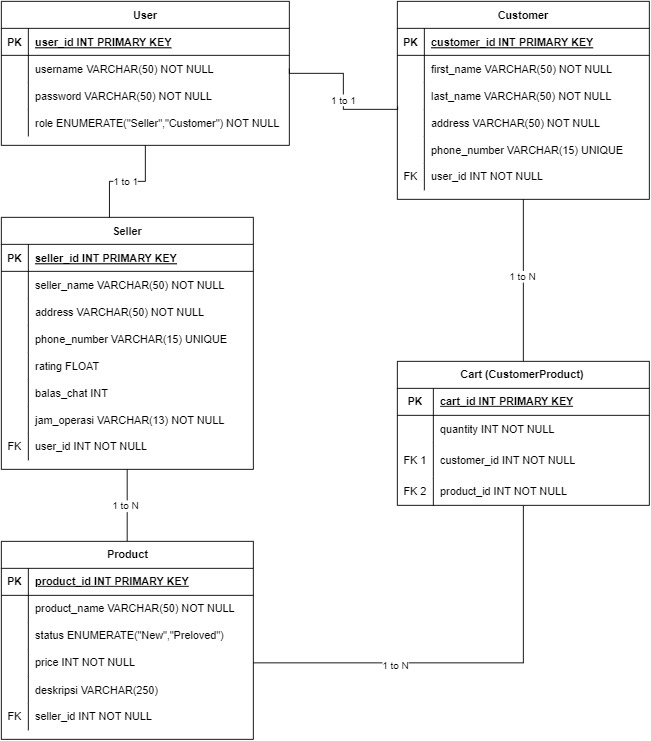 User
PK user_id INT PRIMARY KEY
username VARCHAR(50) NOT NULL
password VARCHAR(50) NOT NULL
role ENUMERATE("Seller","Customer") NOT NULL
1 to 1
Customer
PK customer_id INT PRIMARY KEY
first_name VARCHAR(50) NOT NULL
last_name VARCHAR(50) NOT NULL
address VARCHAR(50) NOT NULL
phone_number VARCHAR(15) UNIQUE
FK user_id INT NOT NULL
1 to 1
Seller
PK seller_id INT PRIMARY KEY
seller_name VARCHAR(50) NOT NULL
address VARCHAR(50) NOT NULL
phone_number VARCHAR(15) UNIQUE
rating FLOAT
balas_chat INT
jam_operasi VARCHAR(13) NOT NULL
FK user_id INT NOT NULL
1 to N
Cart (CustomerProduct)
PK cart_id INT PRIMARY KEY
quantity INT NOT NULL
FK 1 customer_id INT NOT NULL
FK 2 product_id INT NOT NULL
1 to N
Product
PK product_id INT PRIMARY KEY
product_name VARCHAR(50) NOT NULL
status ENUMERATE("New","Preloved")
price INT NOT NULL
deskripsi VARCHAR(250)
FK seller_id INT NOT NULL
1 to N